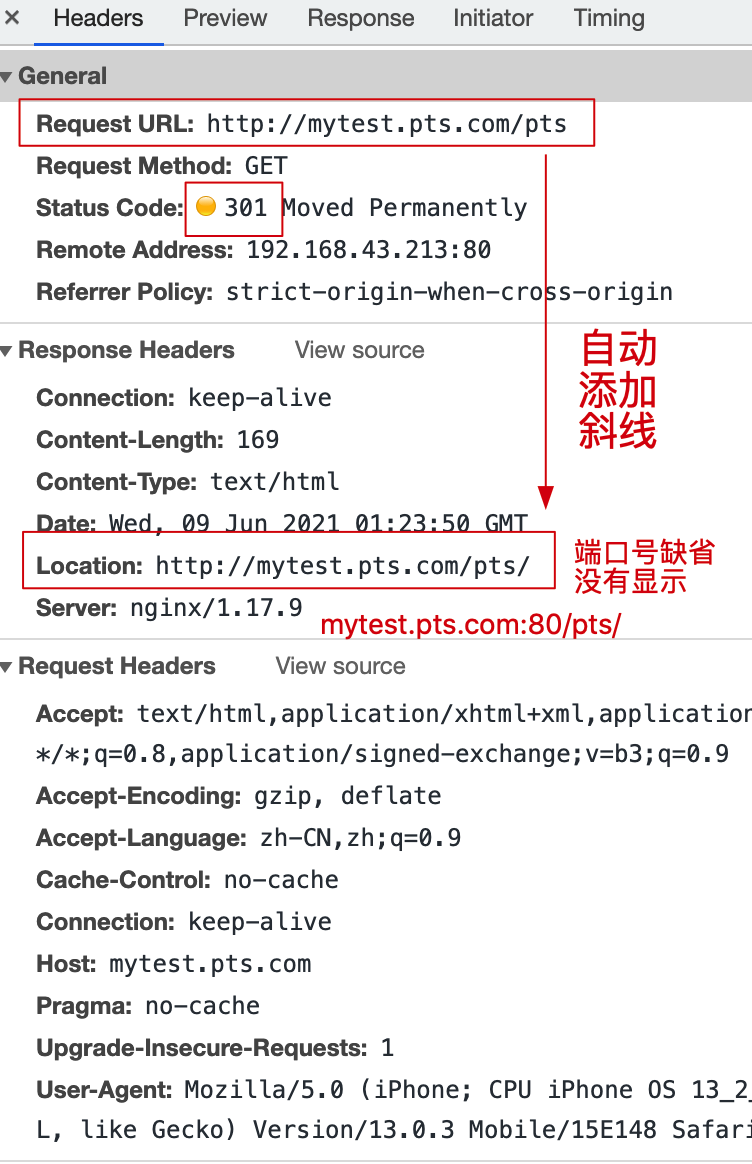 × Headers Preview Response Initiator Timing
▼ General
Request URL: http://mytest.pts.com/pts
Request Method: GET
Status Code: 301 Moved Permanently
Remote Address: 192.168.43.213:80
Referrer Policy: strict-origin-when-cross-origin
▼ Response Headers View source
自动
添加
斜线
Connection: keep-alive
Content-Length: 169
Content-Type: text/html
Date: Wed, 09 Jun 2021 01:23:50 GMT
Location: http://mytest.pts.com/pts/
端口号缺省
没有显示
Server: nginx/1.17.9
mytest.pts.com:80/pts/
▼ Request Headers View source
Accept: text/html,application/xhtml+xml,application
*/*;q=0.8,application/signed-exchange;v=b3;q=0.9
Accept-Encoding: gzip, deflate
Accept-Language: zh-CN,zh;q=0.9
Cache-Control: no-cache
Connection: keep-alive
Host: mytest.pts.com
Pragma: no-cache
Upgrade-Insecure-Requests: 1
User-Agent: Mozilla/5.0 (iPhone; CPU iPhone OS 13_2_
L, like Gecko) Version/13.0.3 Mobile/15E148 Safari